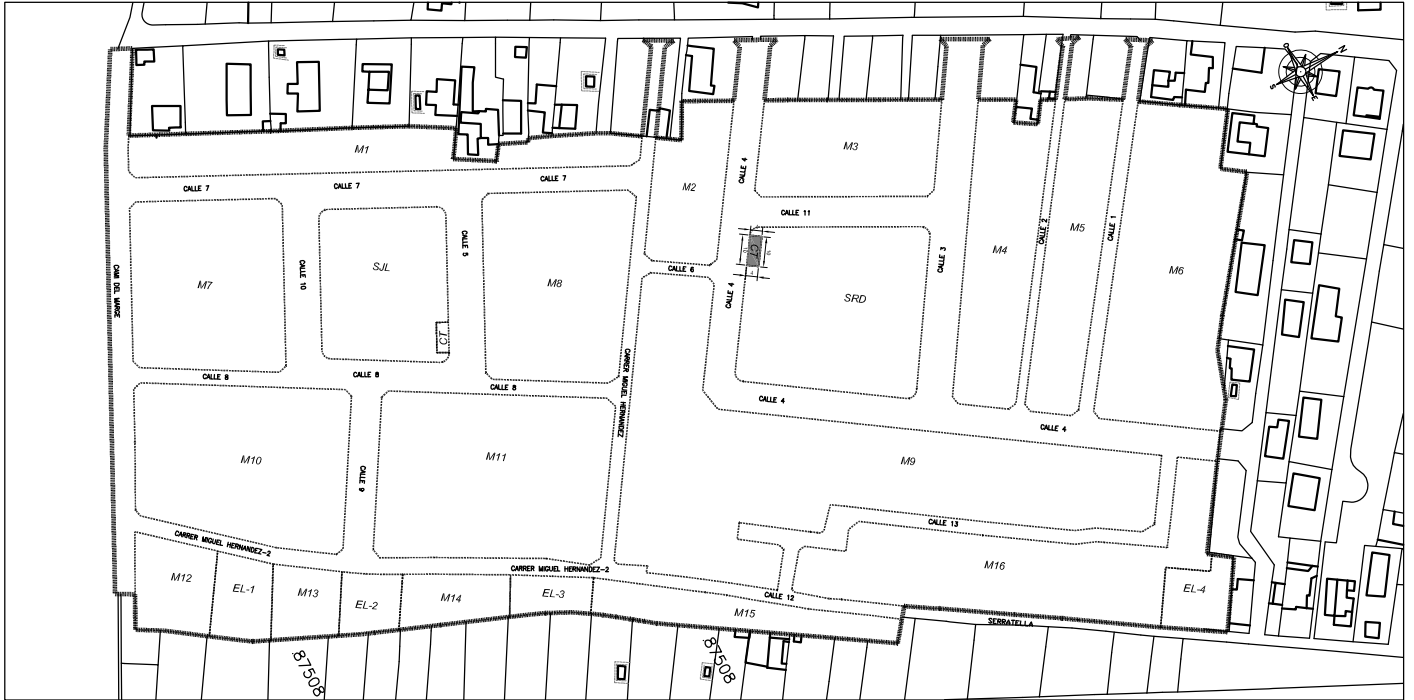 N
S
M1
M3
CALLE 4
M2
CALLE 7
CALLE 7
CALLE 7
CALLE 11
CALLE 2
M5
CALLE 1
CALLE 5
CALLE 3
M4
CT
4
CALLE 6
M6
CAMI DEL MARGE
CALLE 10
SJL
M7
M8
CALLE 4
SRD
CT
CALLE 8
CALLE 8
CALLE 8
CARRER MIGUEL HERNANDEZ
CALLE 4
CALLE 4
M10
CALLE 9
M11
M9
CALLE 13
CARRER MIGUEL HERNANDEZ-2
CARRER MIGUEL HERNANDEZ-2
M16
M12
EL-1
M13
EL-2
M14
EL-3
CALLE 12
M15
EL-4
SERRATELLA
87508
87508